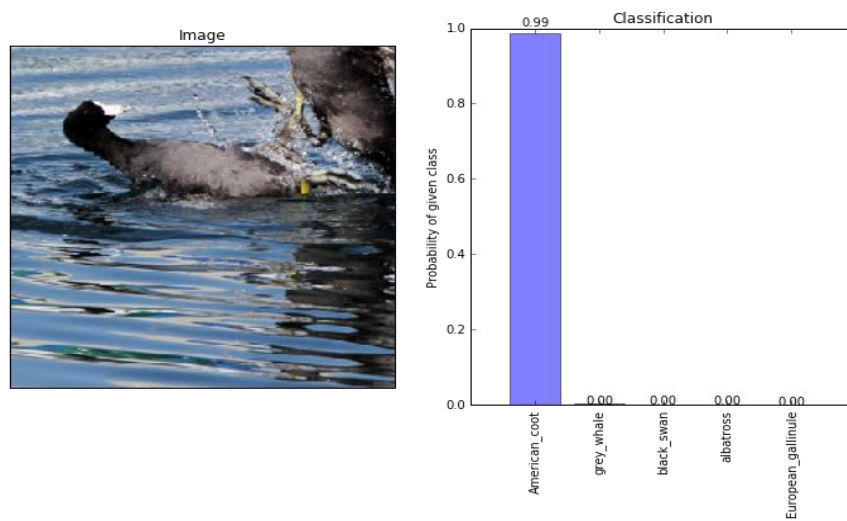 Image
Classification
0.99
1.0
0.8
0.6
0.4
0.2
0.0
Probability of given class
0.00
0.00
0.00
0.00
American_coot
grey_whale
black_swan
albatross
European_gallinule